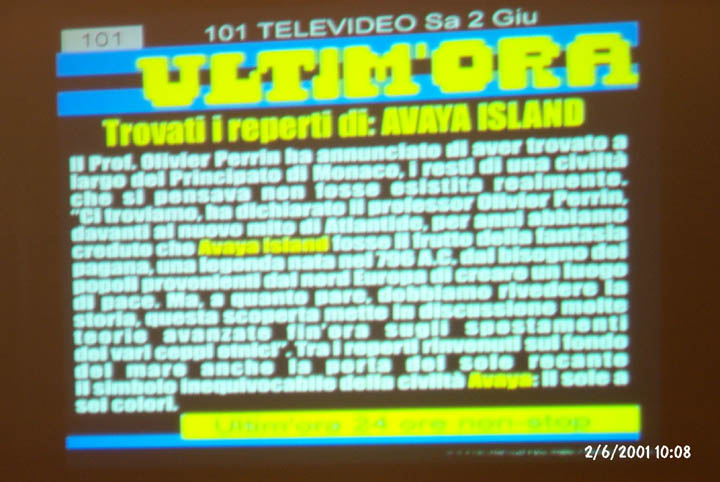 101
101 TELEVIDEO Sa 2 Giu
ULTIM'ORA
Trovati i reperti di: AVAYA ISLAND
Il Prof. Olivier Perrin ha annunciato di aver trovato a
largo del Principato di Monaco, i resti di una civiltà
che si pensava non fosse esistita realmente.
"Ci troviamo, ha dichiarato il professor Olivier Perrin,
davanti al nuovo mito di Atlantide, per anni abbiamo
creduto che Avaya Island fosse il frutto della fantasia
pagana, una leggenda nata nel 796 A.C. dal bisogno dei
popoli provenienti dal nord Europa di creare un luogo
di pace. Ma, a quanto pare, dobbiamo rivedere la
storia, questa scoperta mette in discussione molte
teorie avanzate fin'ora sugli spostamenti
dei vari ceppi etnici". Tra i reperti rinvenuti sul fondo
del mare anche la porta del sole recante
il simbolo inequivocabile della civiltà Avaya: il sole a
sei colori.
Ultim'ora 24 ore non-stop
2/6/2001 10:08